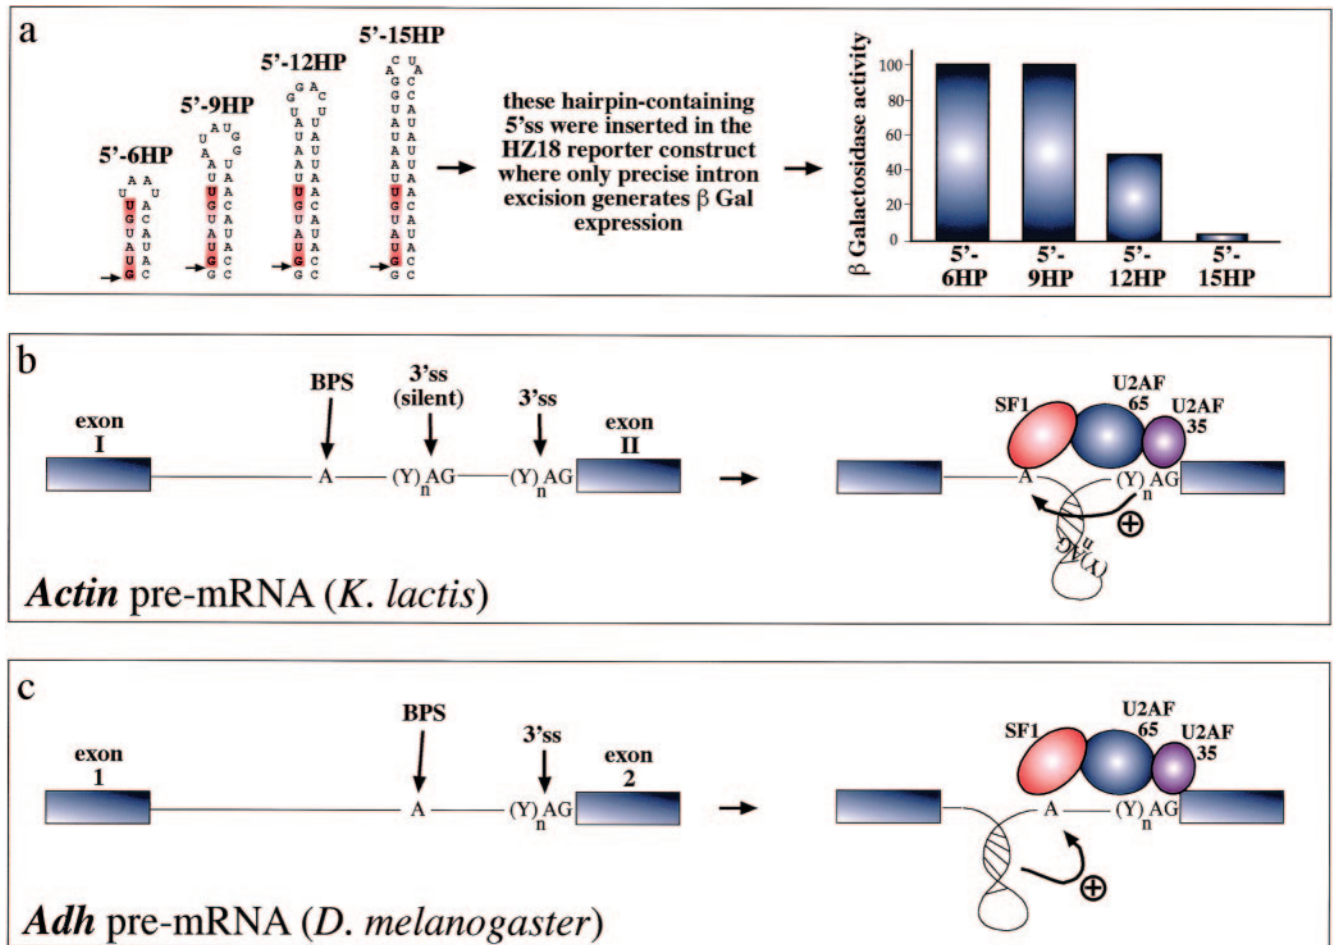 a
5'-6HP
5'-9HP
5'-12HP
5'-15HP
these hairpin-containing
5'ss were inserted in the
HZ18 reporter construct
where only precise intron
excision generates β Gal
expression
β Galactosidase activity
100
80
60
40
20
0
5'-
6HP
5'-
9HP
5'-
12HP
5'-
15HP
b
exon
I
BPS
3'ss
(silent)
3'ss
exon
II
A
(Y)nAG
(Y)nAG
SF1
U2AF
65
U2AF
35
A
(Y)nAG
(Y)nAG
+
Actin pre-mRNA (K. lactis)
c
exon
1
BPS
3'ss
exon
2
A
(Y)nAG
SF1
U2AF
65
U2AF
35
A
(Y)nAG
+
Adh pre-mRNA (D. melanogaster)